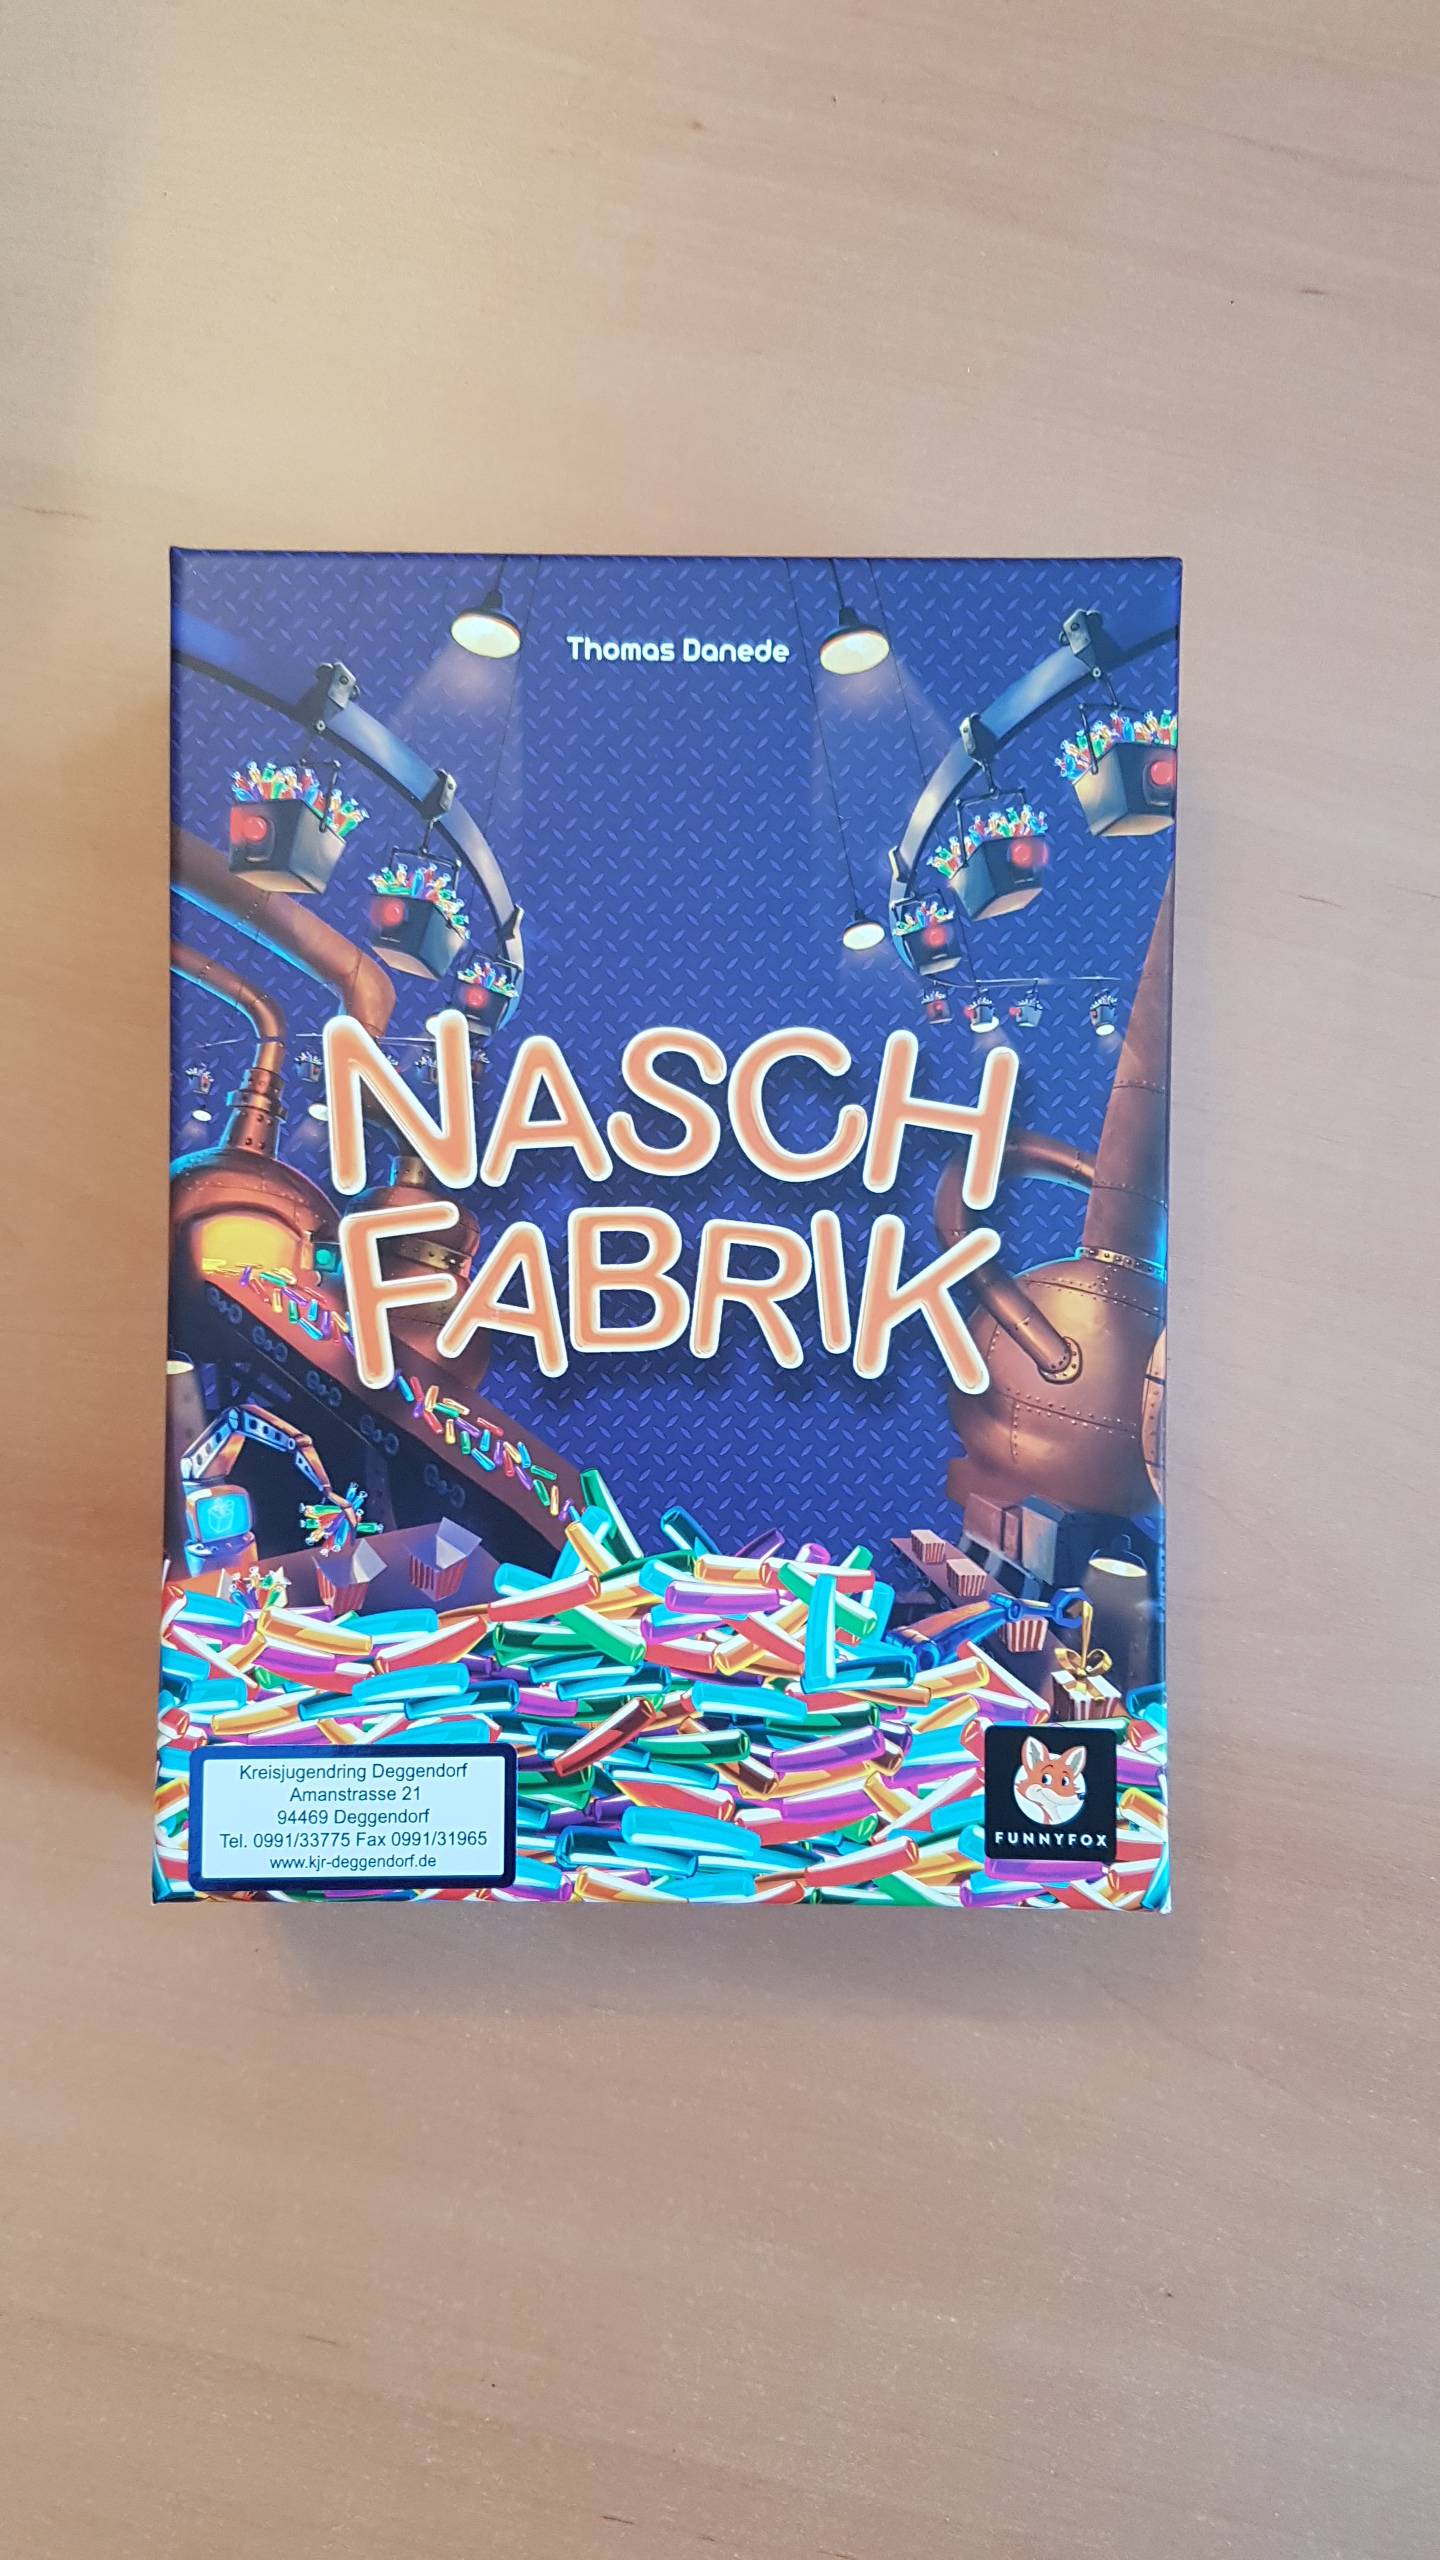 Thomas Danede
NASCH
FABRIK
Kreisjugendring Deggendorf
Amanstrasse 21
94469 Deggendorf
Tel. 0991/33775 Fax 0991/31965
www.kjr-deggendorf.de
FUNNYFOX